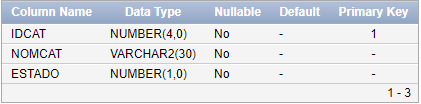 Column Name Data Type Nullable Default Primary Key
IDCAT NUMBER(4,0) No - 1
NOMCAT VARCHAR2(30) No - -
ESTADO NUMBER(1,0) No - -
1 - 3